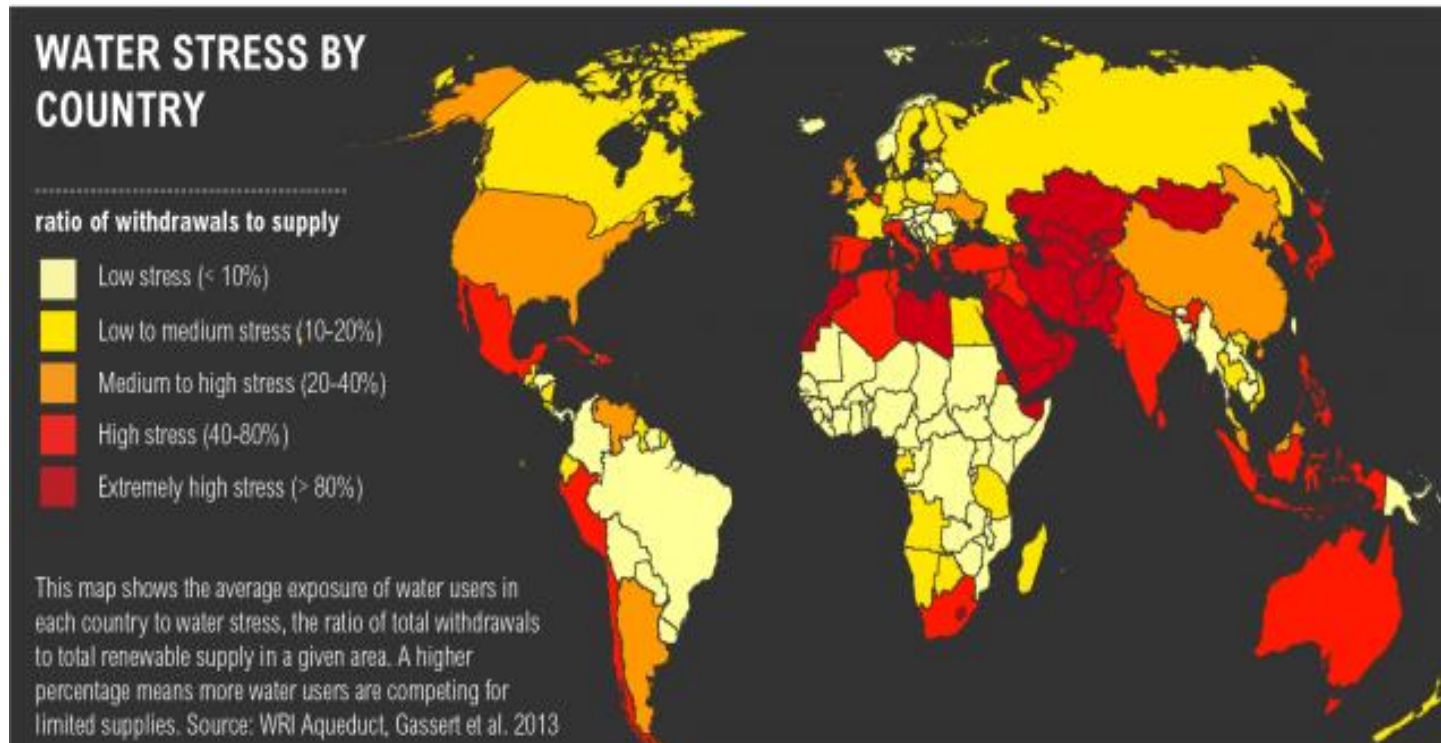 WATER STRESS BY
COUNTRY
ratio of withdrawals to supply
Low stress (< 10%)
Low to medium stress (10-20%)
Medium to high stress (20-40%)
High stress (40-80%)
Extremely high stress (> 80%)
This map shows the average exposure of water users in
each country to water stress, the ratio of total withdrawals
to total renewable supply in a given area. A higher
percentage means more water users are competing for
limited supplies. Source: WRI Aqueduct, Gassert et al. 2013